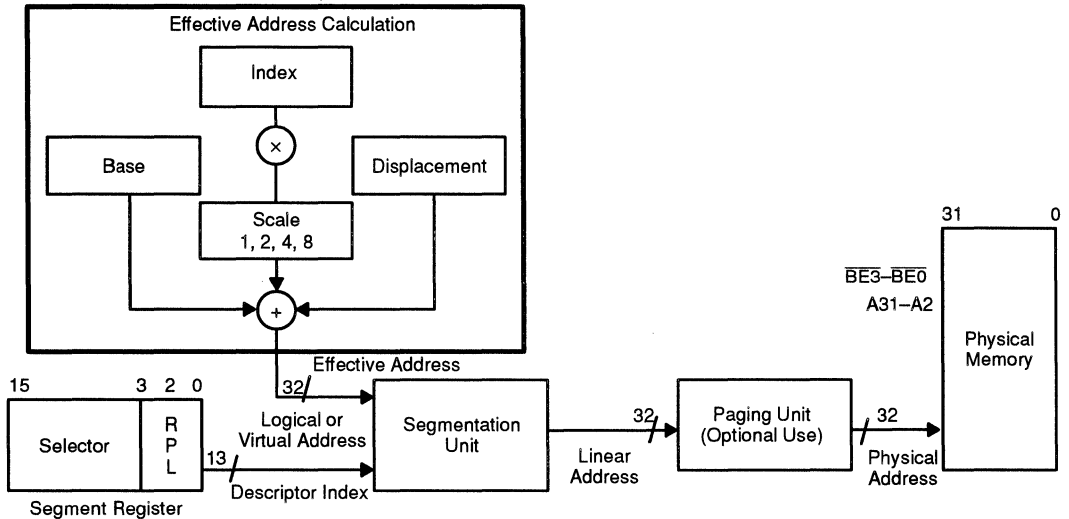 Effective Address Calculation
Index
×
Base
Displacement
Scale
1, 2, 4, 8
+
31 0
B̅E̅3̅–B̅E̅0̅
A31–A2
Physical
Memory
Effective Address
32
Logical or
Virtual Address
15 3 2 0
Selector
R
P
L
13
Descriptor Index
Segment Register
Segmentation
Unit
32
Linear
Address
Paging Unit
(Optional Use)
32
Physical
Address